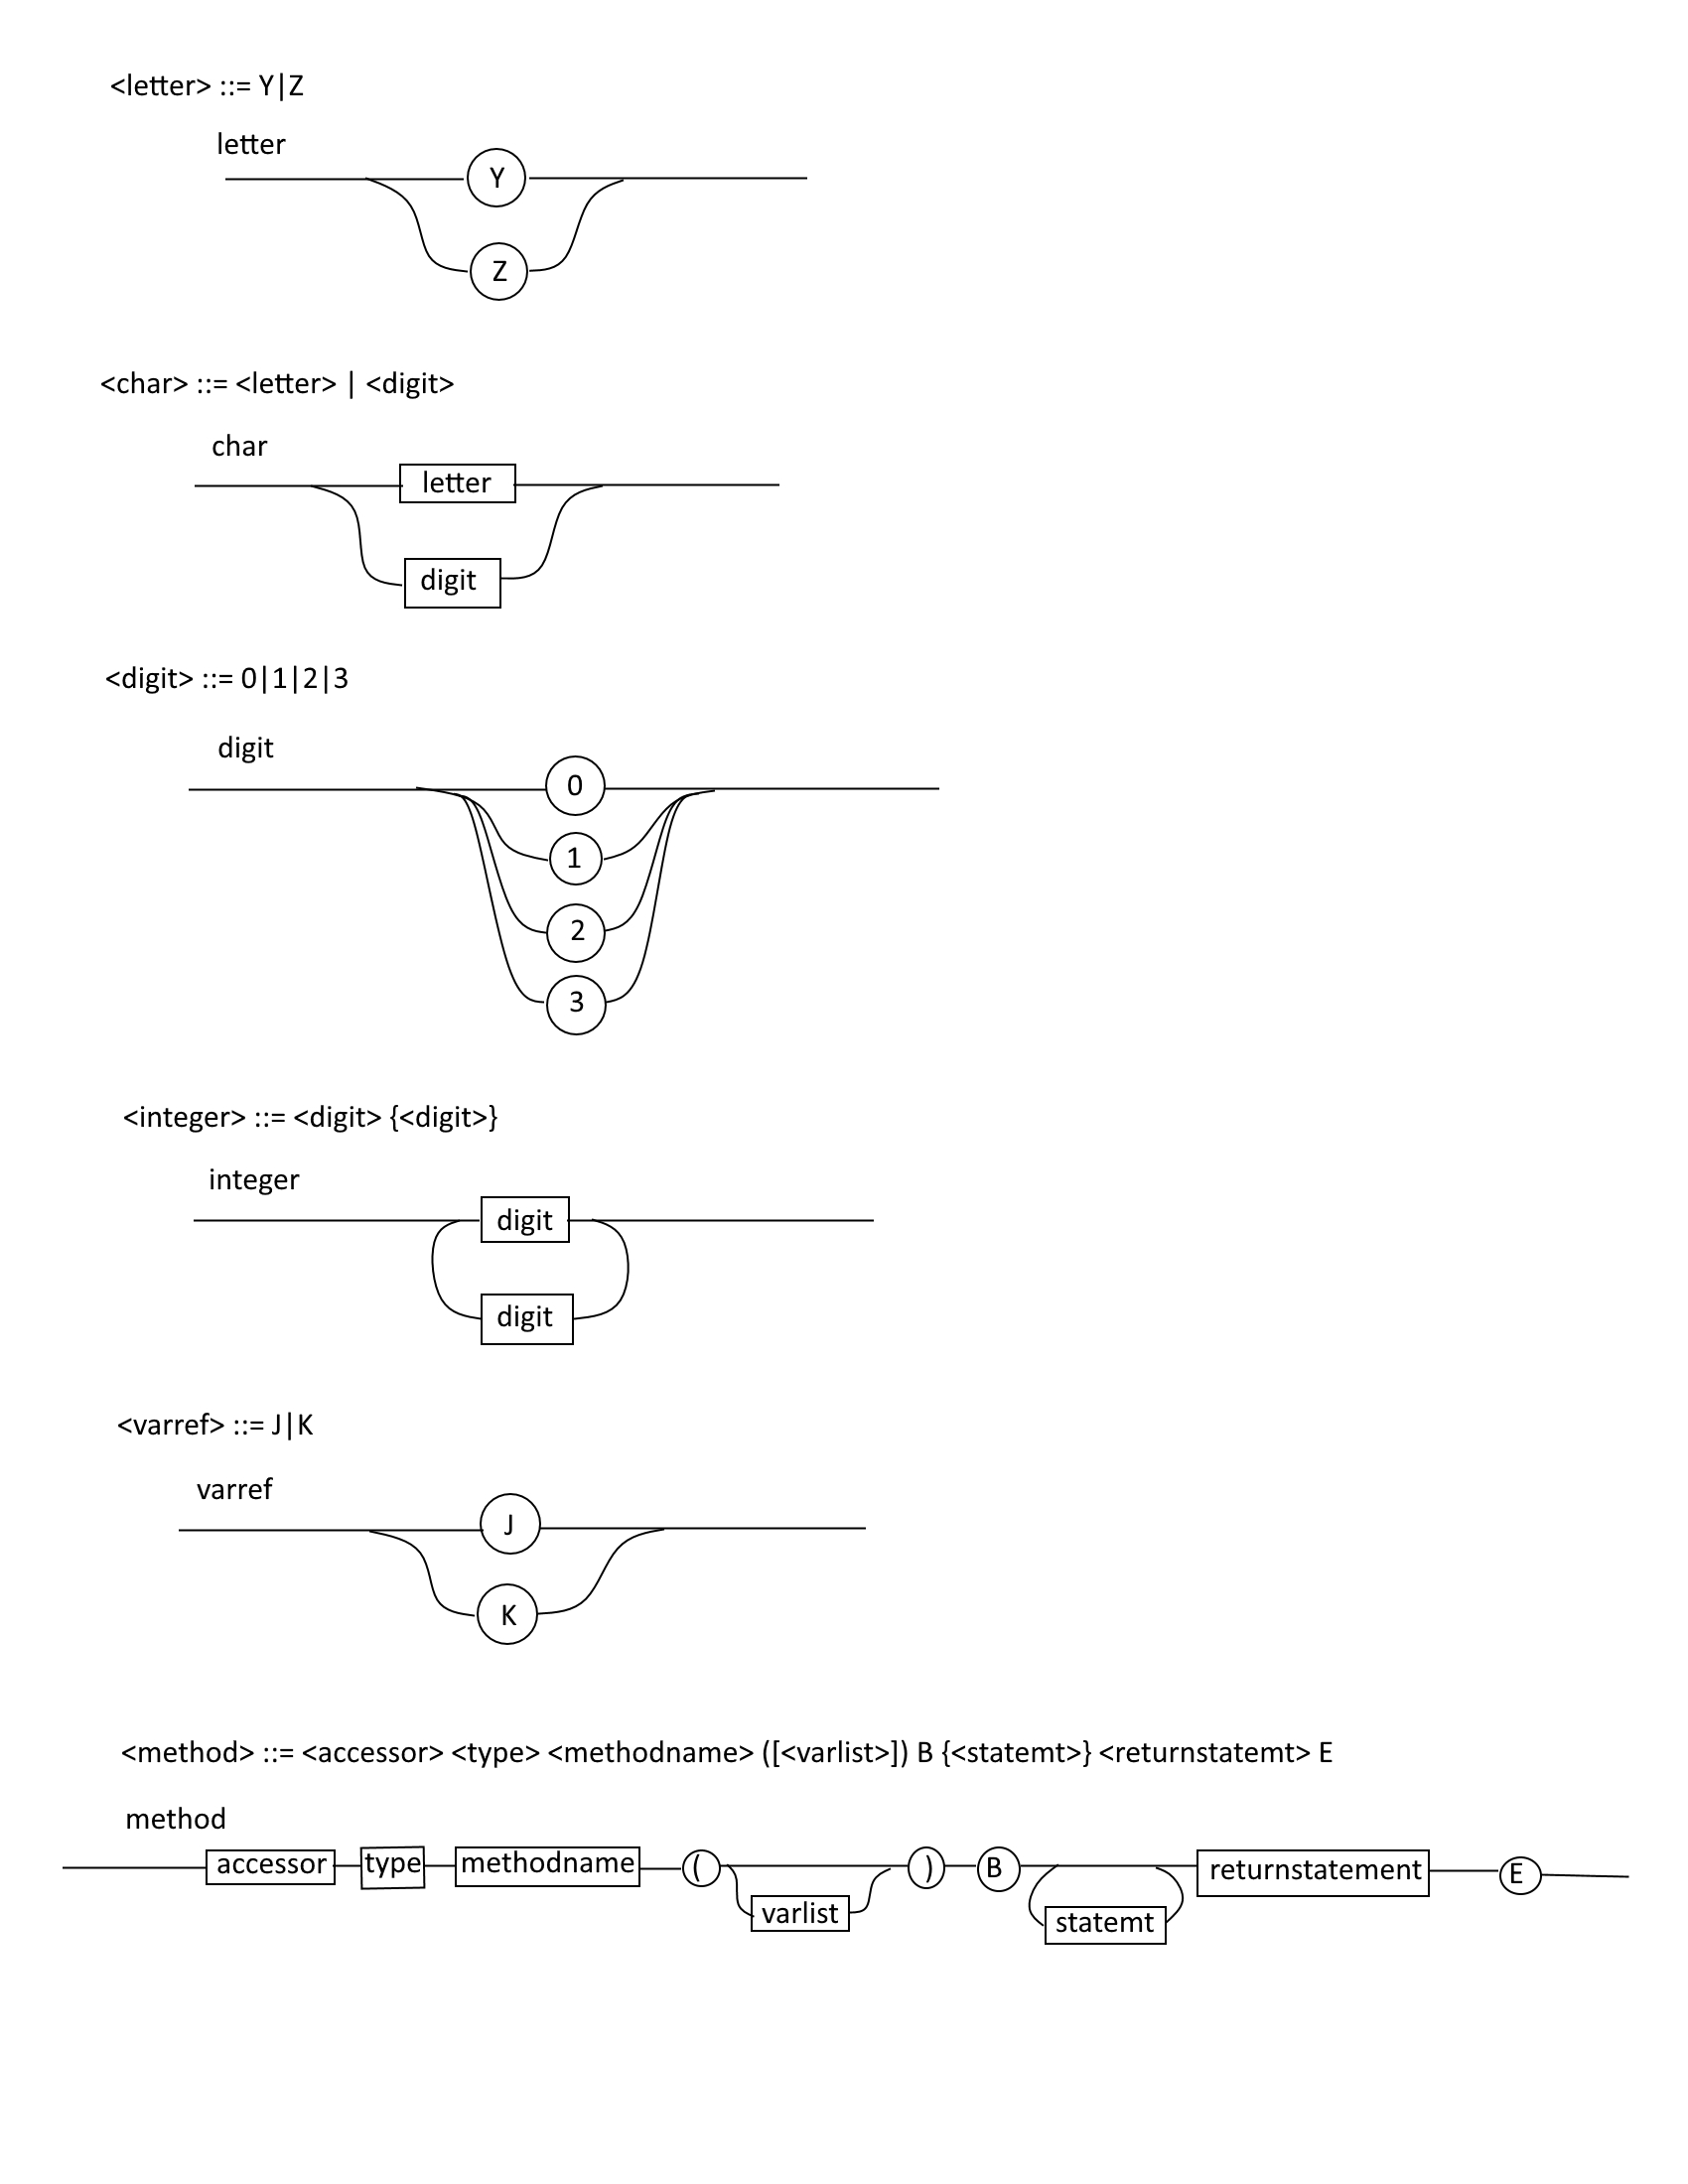 <letter> ::= Y|Z
letter
Y
Z
<char> ::= <letter> | <digit>
char
letter
digit
<digit> ::= 0|1|2|3
digit
0
1
2
3
<integer> ::= <digit> {<digit>}
integer
digit
digit
<varref> ::= J|K
varref
J
K
<method> ::= <accessor> <type> <methodname> ([<varlist>]) B {<statemt>} <returnstatemt> E
method
accessor type methodname ( ) B returnstatement E
varlist statemt